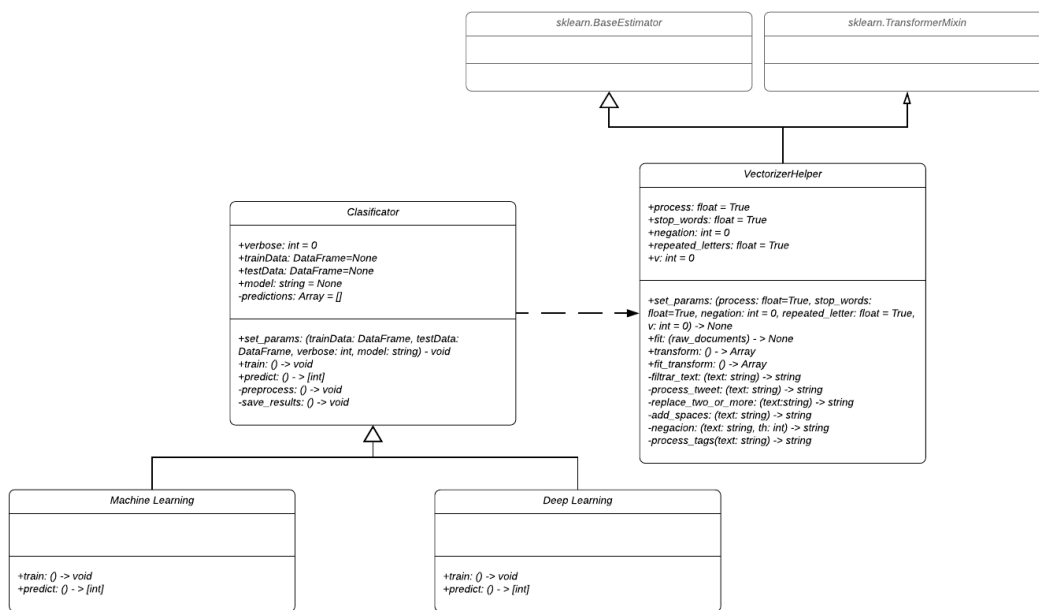 sklearn.BaseEstimator
sklearn.TransformerMixin
VectorizerHelper
+process: float = True
+stop_words: float = True
+negation: int = 0
+repeated_letters: float = True
+v: int = 0
+set_params: (process: float=True, stop_words:
float=True, negation: int = 0, repeated_letter: float = True,
v: int = 0) -> None
+fit: (raw_documents) - > None
+transform: () -> Array
+fit_transform: () -> Array
-filtrar_text: (text: string) -> string
-process_tweet: (text: string) -> string
-replace_two_or_more: (text:string) -> string
-add_spaces: (text: string) -> string
-negacion: (text: string, th: int) -> string
-process_tags(text: string) -> string
Clasificator
+verbose: int = 0
+trainData: DataFrame=None
+testData: DataFrame=None
+model: string = None
-predictions: Array = []
+set_params: (trainData: DataFrame, testData:
DataFrame, verbose: int, model: string) - void
+train: () -> void
+predict: () - > [int]
-preprocess: () -> void
-save_results: () -> void
Machine Learning
+train: () -> void
+predict: () - > [int]
Deep Learning
+train: () -> void
+predict: () - > [int]